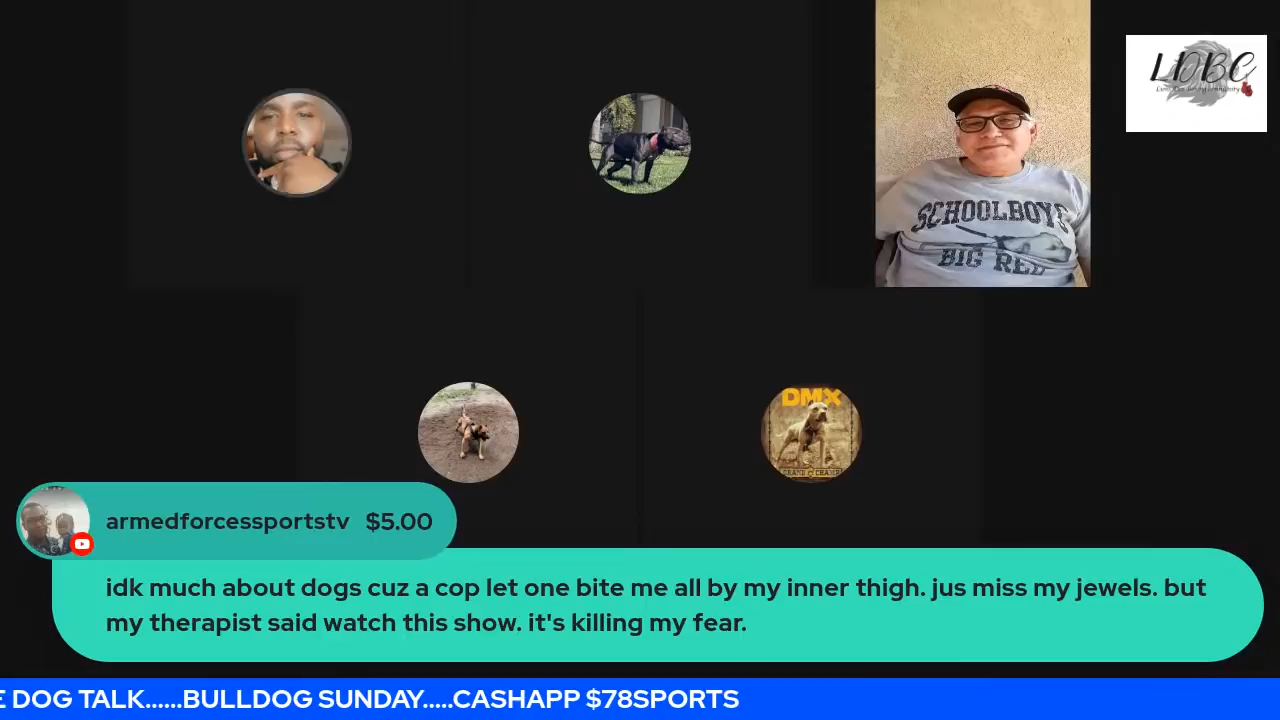 LDBC
SCHOOLBOYS
BIG RED
DMX
GRAND CHAMP
armedforcessportstv $5.00
idk much about dogs cuz a cop let one bite me all by my inner thigh. jus miss my jewels. but
my therapist said watch this show. it's killing my fear.
E DOG TALK......BULLDOG SUNDAY.....CASHAPP $78SPORTS